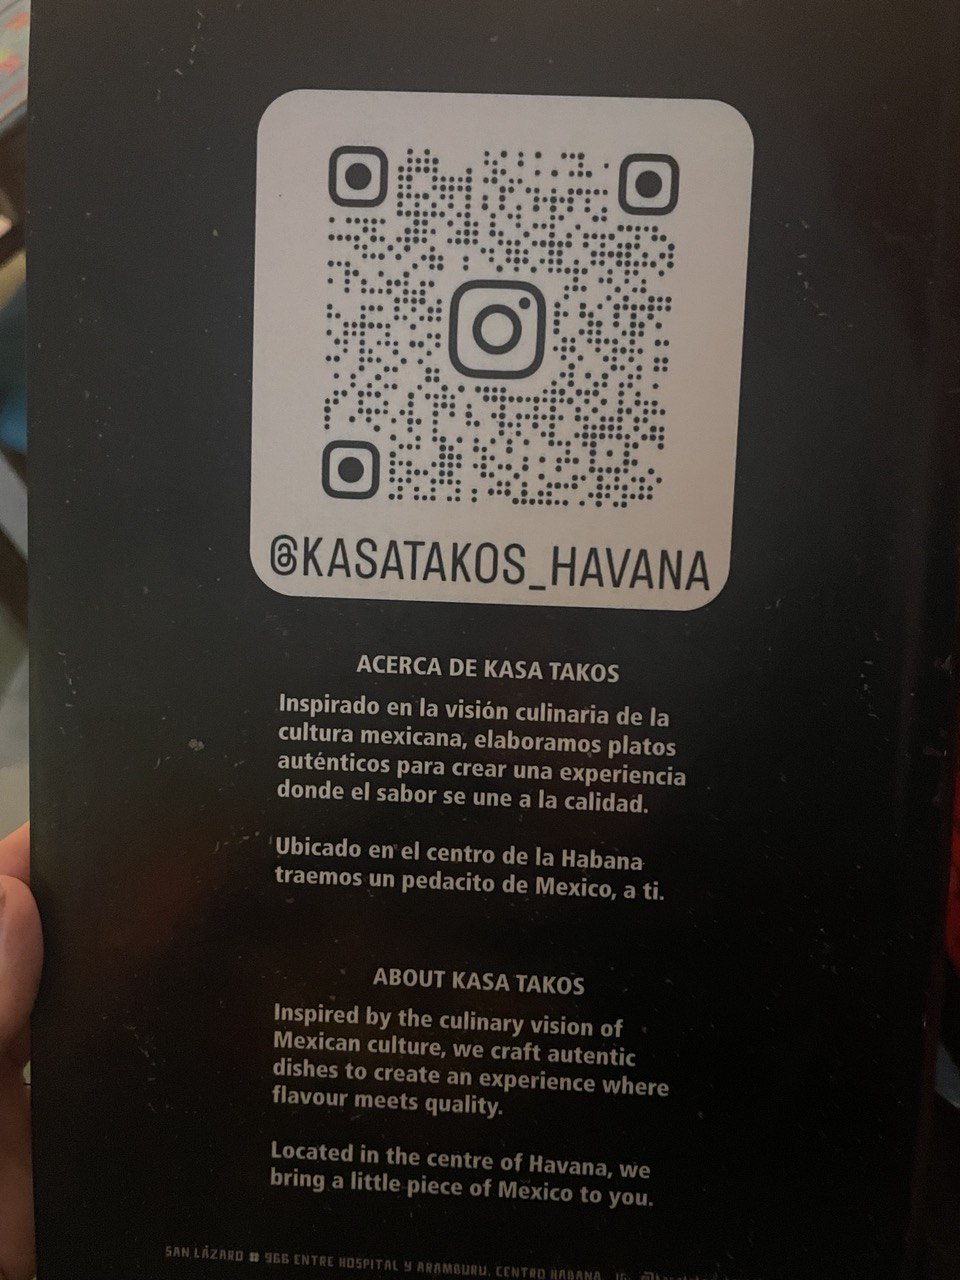 @KASATAKOS_HAVANA
ACERCA DE KASA TAKOS
Inspirado en la visión culinaria de la
cultura mexicana, elaboramos platos
auténticos para crear una experiencia
donde el sabor se une a la calidad.
Ubicado en el centro de la Habana
traemos un pedacito de Mexico, a ti.
ABOUT KASA TAKOS
Inspired by the culinary vision of
Mexican culture, we craft autentic
dishes to create an experience where
flavour meets quality.
Located in the centre of Havana, we
bring a little piece of Mexico to you.
SAN LÁZARO # 966 ENTRE HOSPITAL Y ARAMBURU, CENTRO HABANA